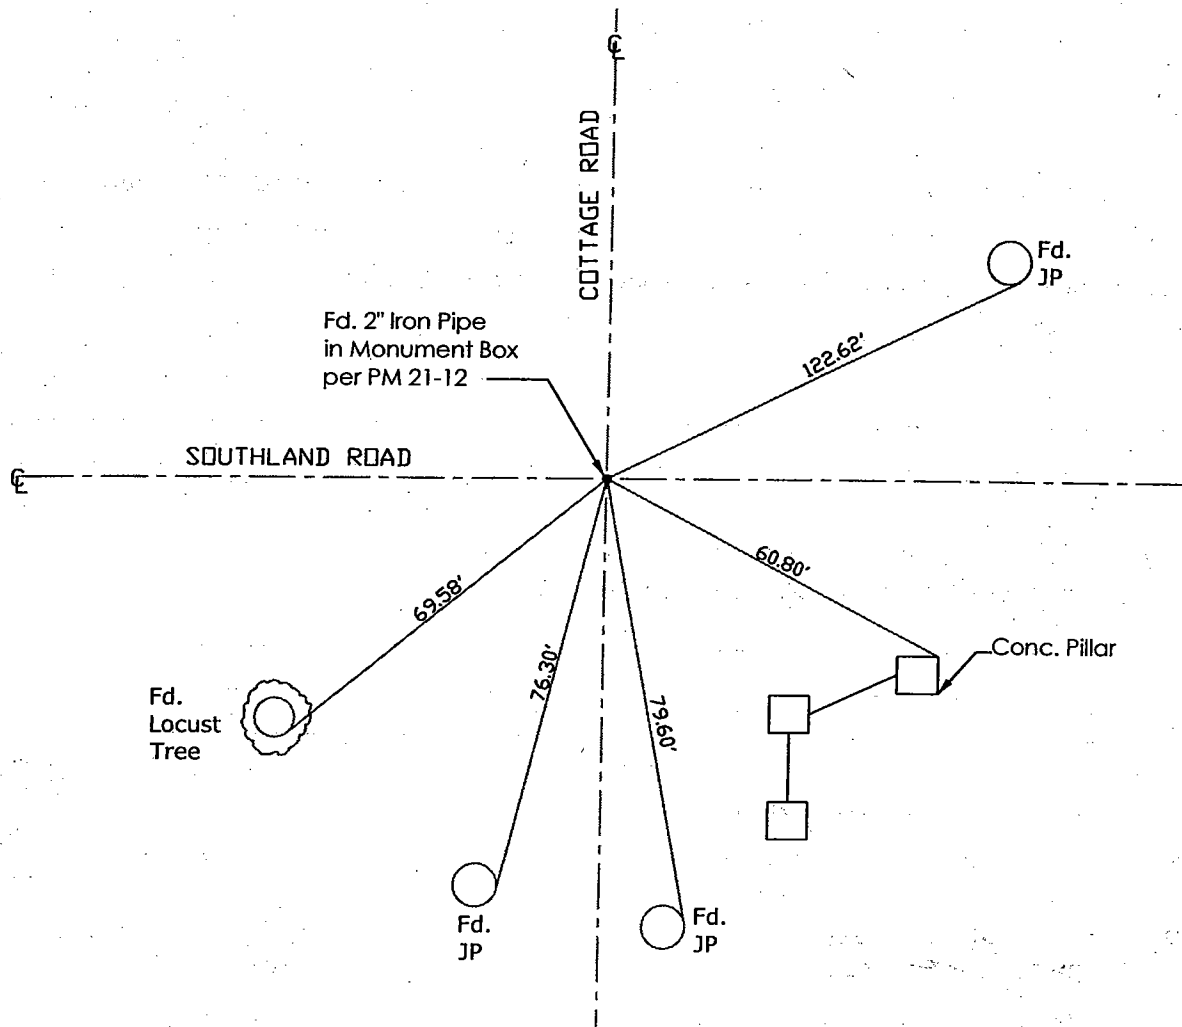 ℄
COTTAGE ROAD
Fd.
JP
Fd. 2" Iron Pipe
in Monument Box
per PM 21-12
122.62'
SOUTHLAND ROAD
℄
69.58'
60.80'
76.30'
79.60'
Conc. Pillar
Fd.
Locust
Tree
Fd.
JP
Fd.
JP